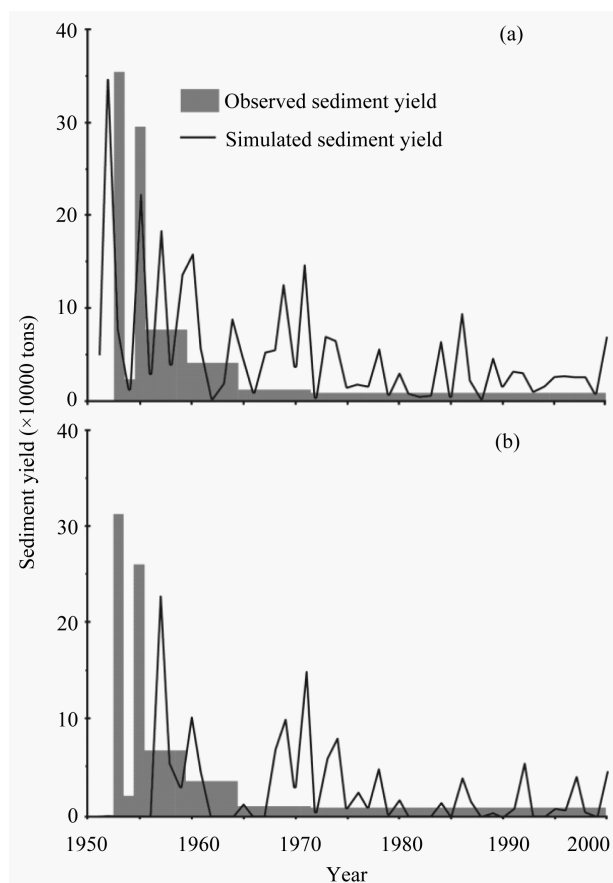 (a)
40
30
20
10
0
Observed sediment yield
Simulated sediment yield
(b)
40
30
20
10
0
Sediment yield (×10000 tons)
1950 1960 1970 1980 1990 2000
Year